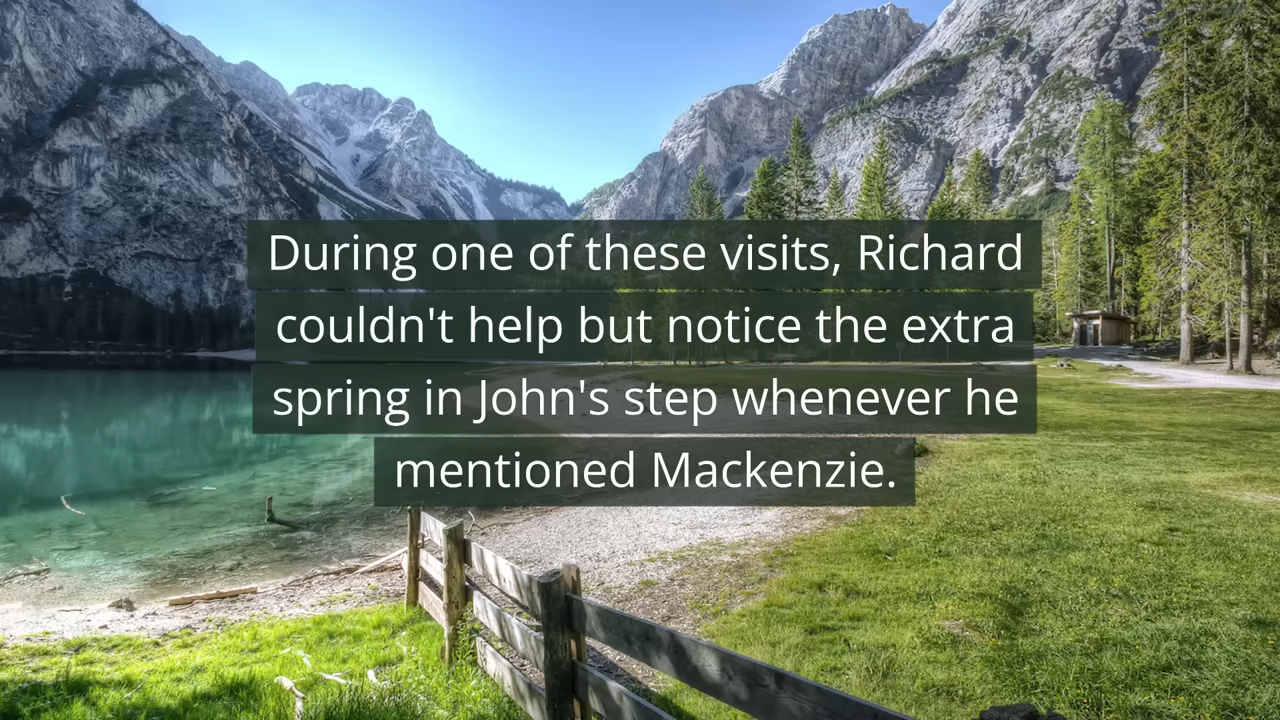 During one of these visits, Richard
couldn't help but notice the extra
spring in John's step whenever he
mentioned Mackenzie.